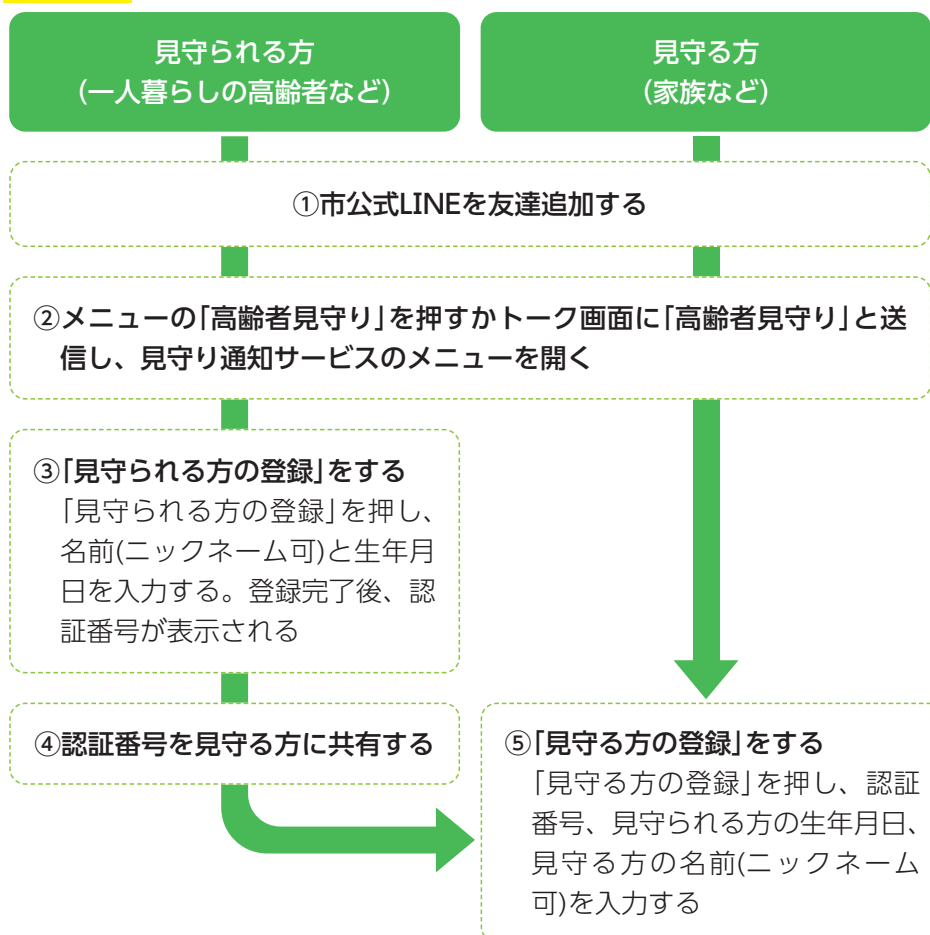 見守られる方
(一人暮らしの高齢者など)
見守る方
(家族など)
①市公式LINEを友達追加する
②メニューの「高齢者見守り」を押すかトーク画面に「高齢者見守り」と送
信し、見守り通知サービスのメニューを開く
③「見守られる方の登録」をする
「見守られる方の登録」を押し、
名前(ニックネーム可)と生年月
日を入力する。登録完了後、認
証番号が表示される
④認証番号を見守る方に共有する
⑤「見守る方の登録」をする
「見守る方の登録」を押し、認証
番号、見守られる方の生年月日、
見守る方の名前(ニックネーム
可)を入力する